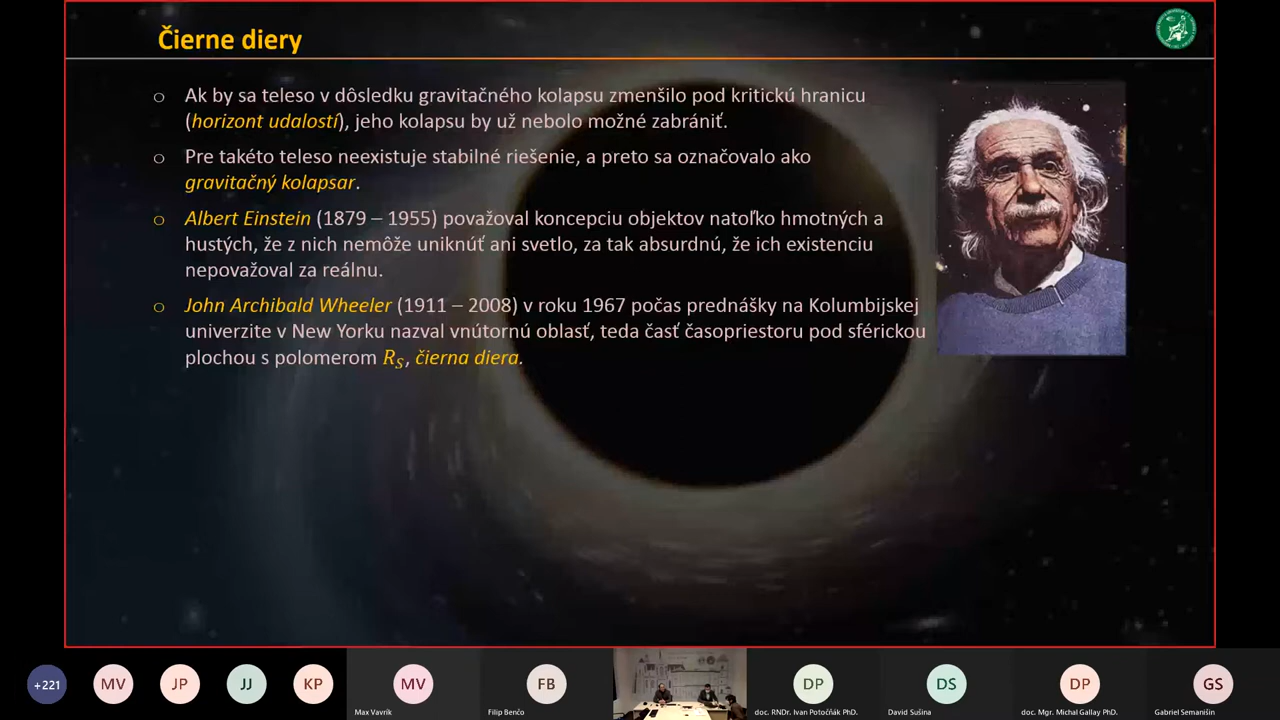 Čierne diery
○ Ak by sa teleso v dôsledku gravitačného kolapsu zmenšilo pod kritickú hranicu
(horizont udalostí), jeho kolapsu by už nebolo možné zabrániť.
○ Pre takéto teleso neexistuje stabilné riešenie, a preto sa označovalo ako
gravitačný kolapsar.
○ Albert Einstein (1879 – 1955) považoval koncepciu objektov natoľko hmotných a
hustých, že z nich nemôže uniknúť ani svetlo, za tak absurdnú, že ich existenciu
nepovažoval za reálnu.
○ John Archibald Wheeler (1911 – 2008) v roku 1967 počas prednášky na Kolumbijskej
univerzite v New Yorku nazval vnútornú oblasť, teda časť časopriestoru pod sférickou
plochou s polomerom R_S, čierna diera.
+221 MV JP JJ KP MV FB DP DS DP GS
Max Vavrík Filip Benčo doc. RNDr. Ivan Potočňák PhD. David Sušina doc. Mgr. Michal Gallay PhD. Gabriel Semanišin